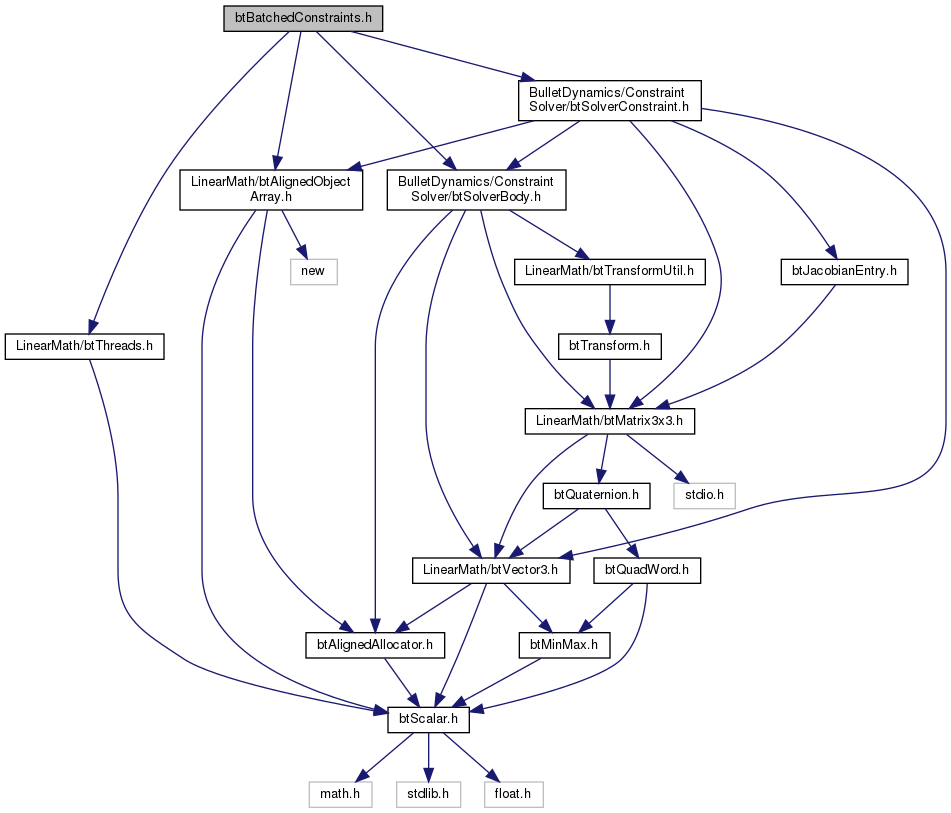 btBatchedConstraints.h
BulletDynamics/Constraint
Solver/btSolverConstraint.h
LinearMath/btAlignedObject
Array.h
BulletDynamics/Constraint
Solver/btSolverBody.h
new
LinearMath/btTransformUtil.h
btJacobianEntry.h
LinearMath/btThreads.h
btTransform.h
LinearMath/btMatrix3x3.h
btQuaternion.h
stdio.h
LinearMath/btVector3.h
btQuadWord.h
btAlignedAllocator.h
btMinMax.h
btScalar.h
math.h
stdlib.h
float.h